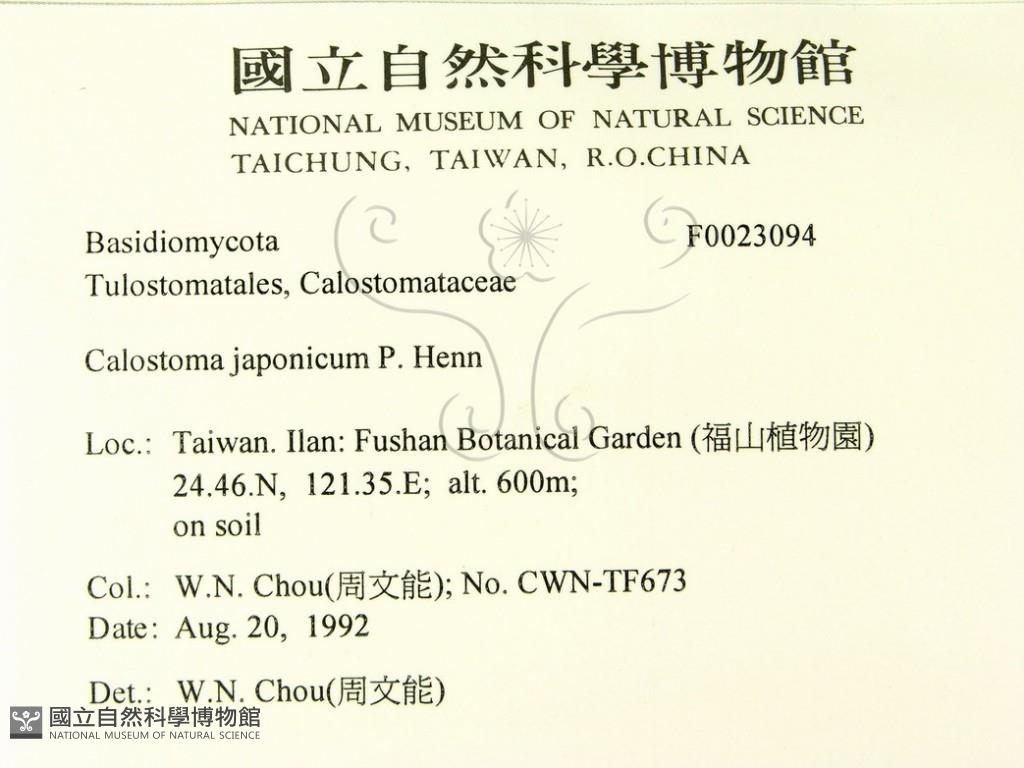 國立自然科學博物館
NATIONAL MUSEUM OF NATURAL SCIENCE
TAICHUNG, TAIWAN, R.O.CHINA
Basidiomycota F0023094
Tulostomatales, Calostomataceae
Calostoma japonicum P. Henn
Loc.: Taiwan. Ilan: Fushan Botanical Garden (福山植物園)
24.46.N, 121.35.E; alt. 600m;
on soil
Col.: W.N. Chou(周文能); No. CWN-TF673
Date: Aug. 20, 1992
Det.: W.N. Chou(周文能)
國立自然科學博物館
NATIONAL MUSEUM OF NATURAL SCIENCE